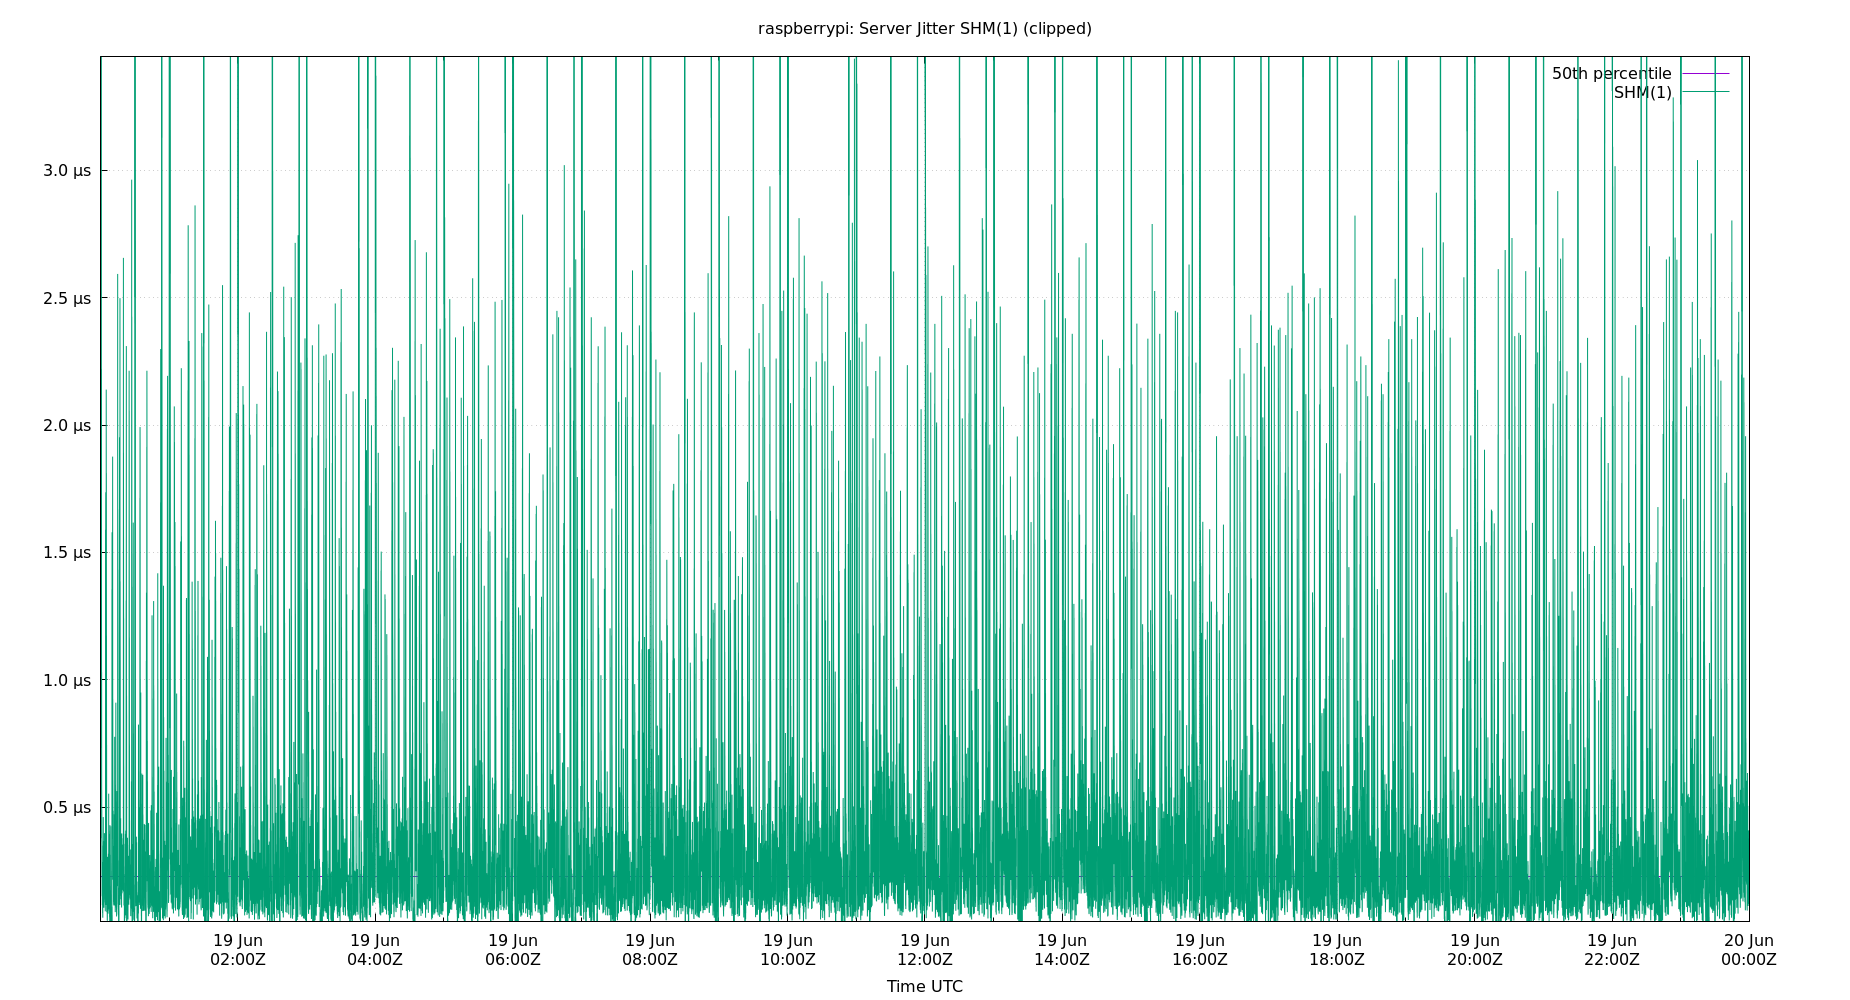 raspberrypi: Server Jitter SHM(1) (clipped)
50th percentile
SHM(1)
3.0 µs
2.5 µs
2.0 µs
1.5 µs
1.0 µs
0.5 µs
19 Jun 19 Jun 19 Jun 19 Jun 19 Jun 19 Jun 19 Jun 19 Jun 19 Jun 19 Jun 19 Jun 20 Jun
02:00Z 04:00Z 06:00Z 08:00Z 10:00Z 12:00Z 14:00Z 16:00Z 18:00Z 20:00Z 22:00Z 00:00Z
Time UTC